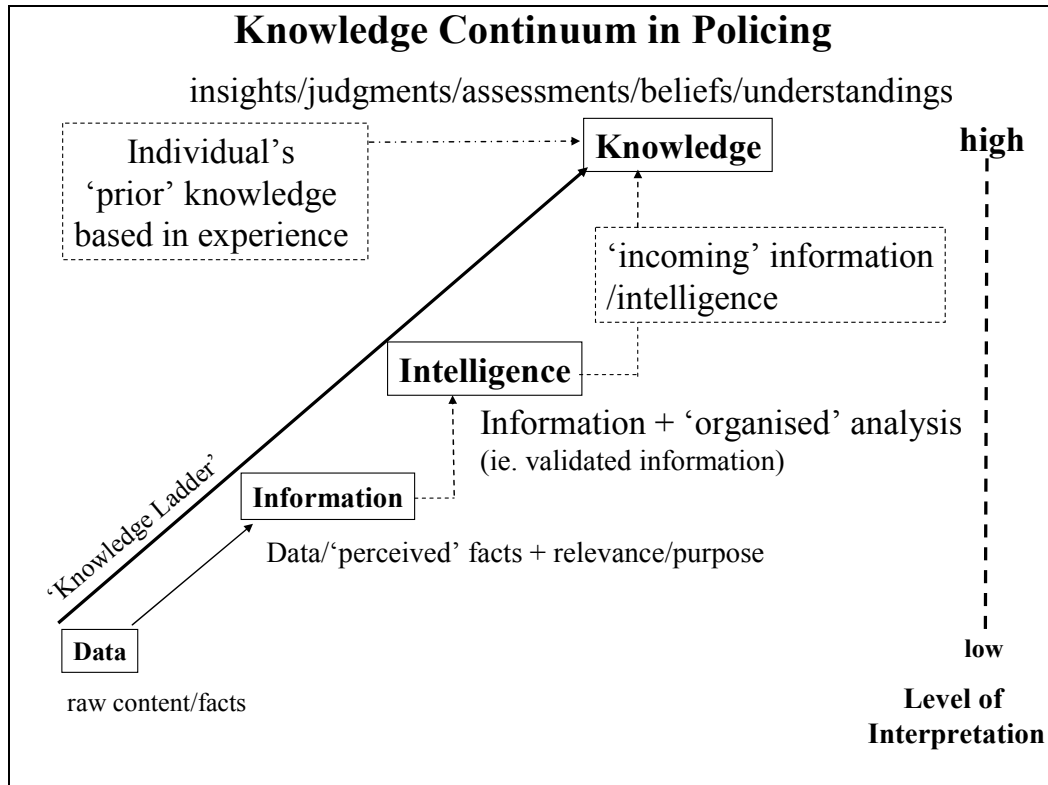 Knowledge Continuum in Policing
insights/judgments/assessments/beliefs/understandings
Individual’s
‘prior’ knowledge
based in experience
Knowledge
high
‘incoming’ information
/intelligence
Intelligence
Information + ‘organised’ analysis
(ie. validated information)
‘Knowledge Ladder’
Information
Data/‘perceived’ facts + relevance/purpose
Data
raw content/facts
low
Level of
Interpretation